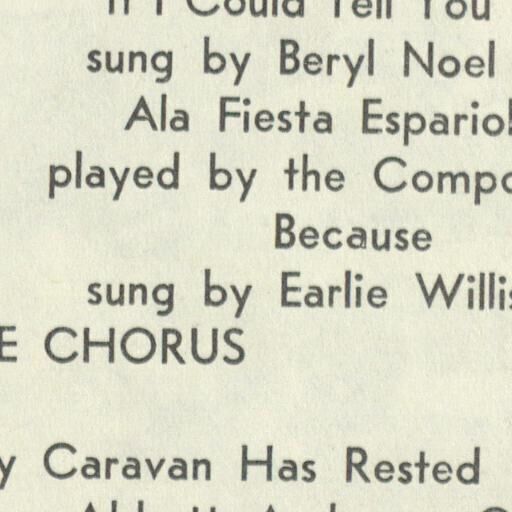 If I Could Tell You
sung by Beryl Noel
Ala Fiesta Espariol
played by the Compo
Because
sung by Earlie Willis
E CHORUS
y Caravan Has Rested